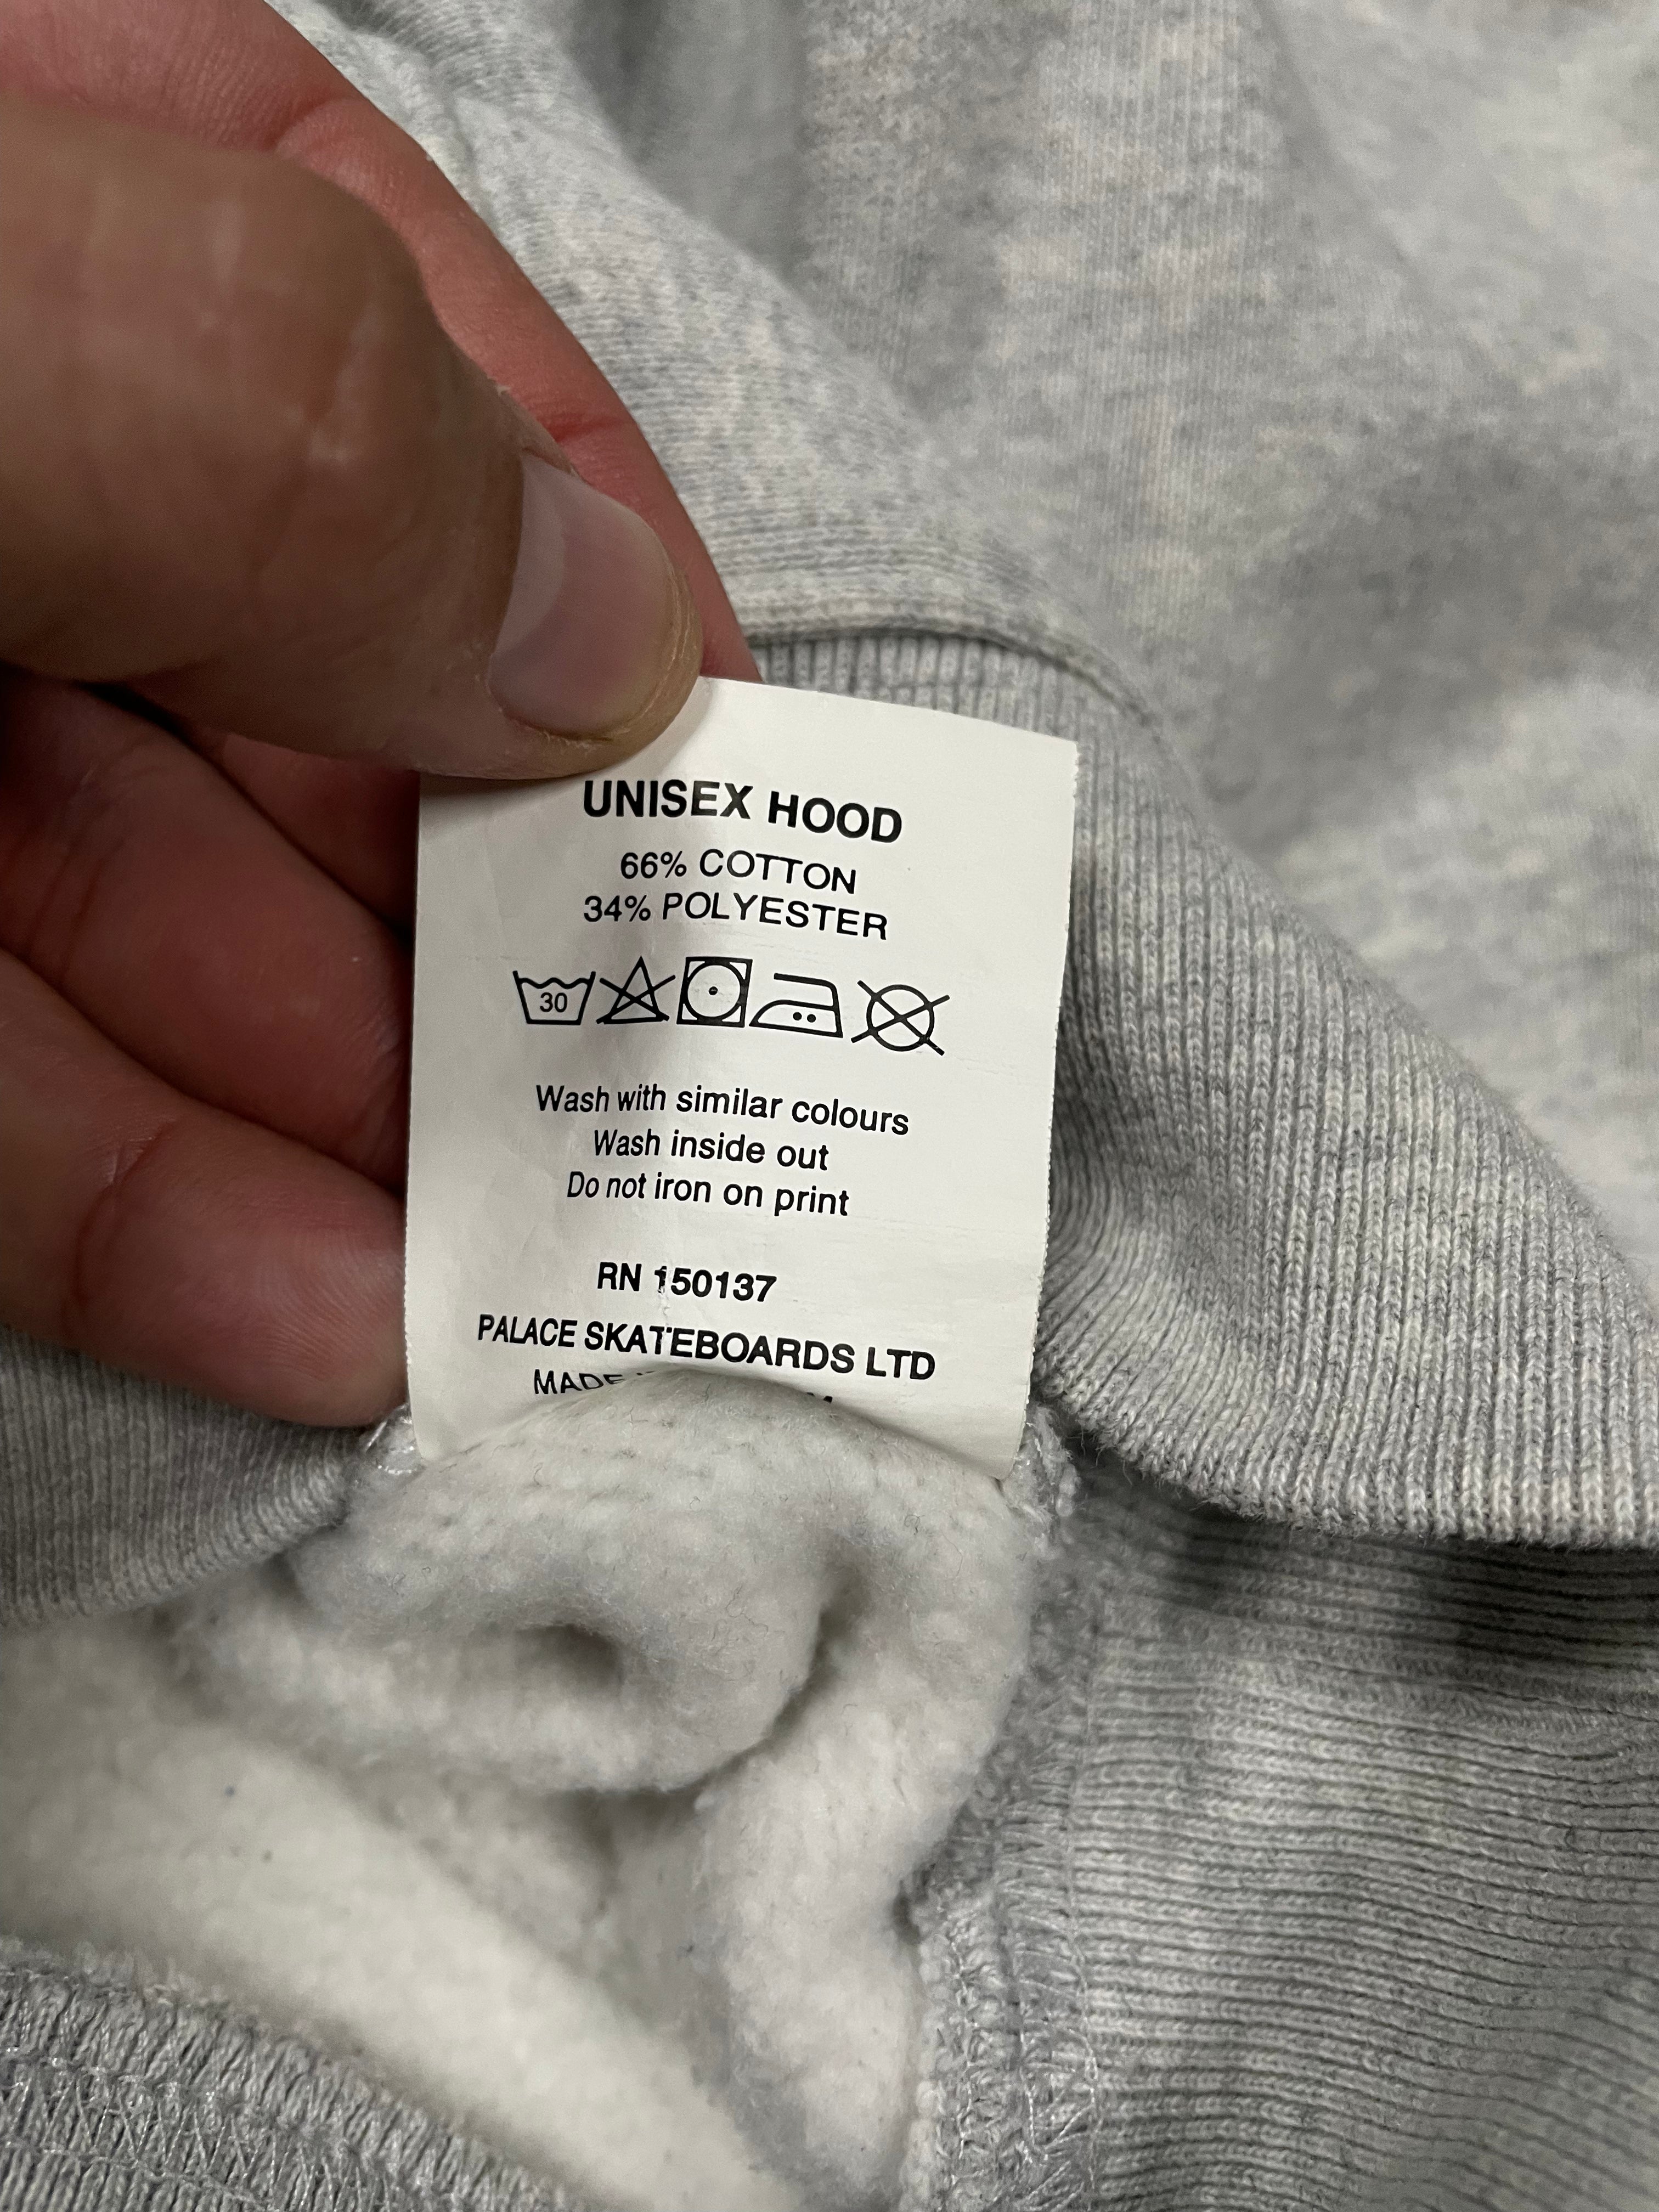 UNISEX HOOD
66% COTTON
34% POLYESTER
30
Wash with similar colours
Wash inside out
Do not iron on print
RN 150137
PALACE SKATEBOARDS LTD
MADE